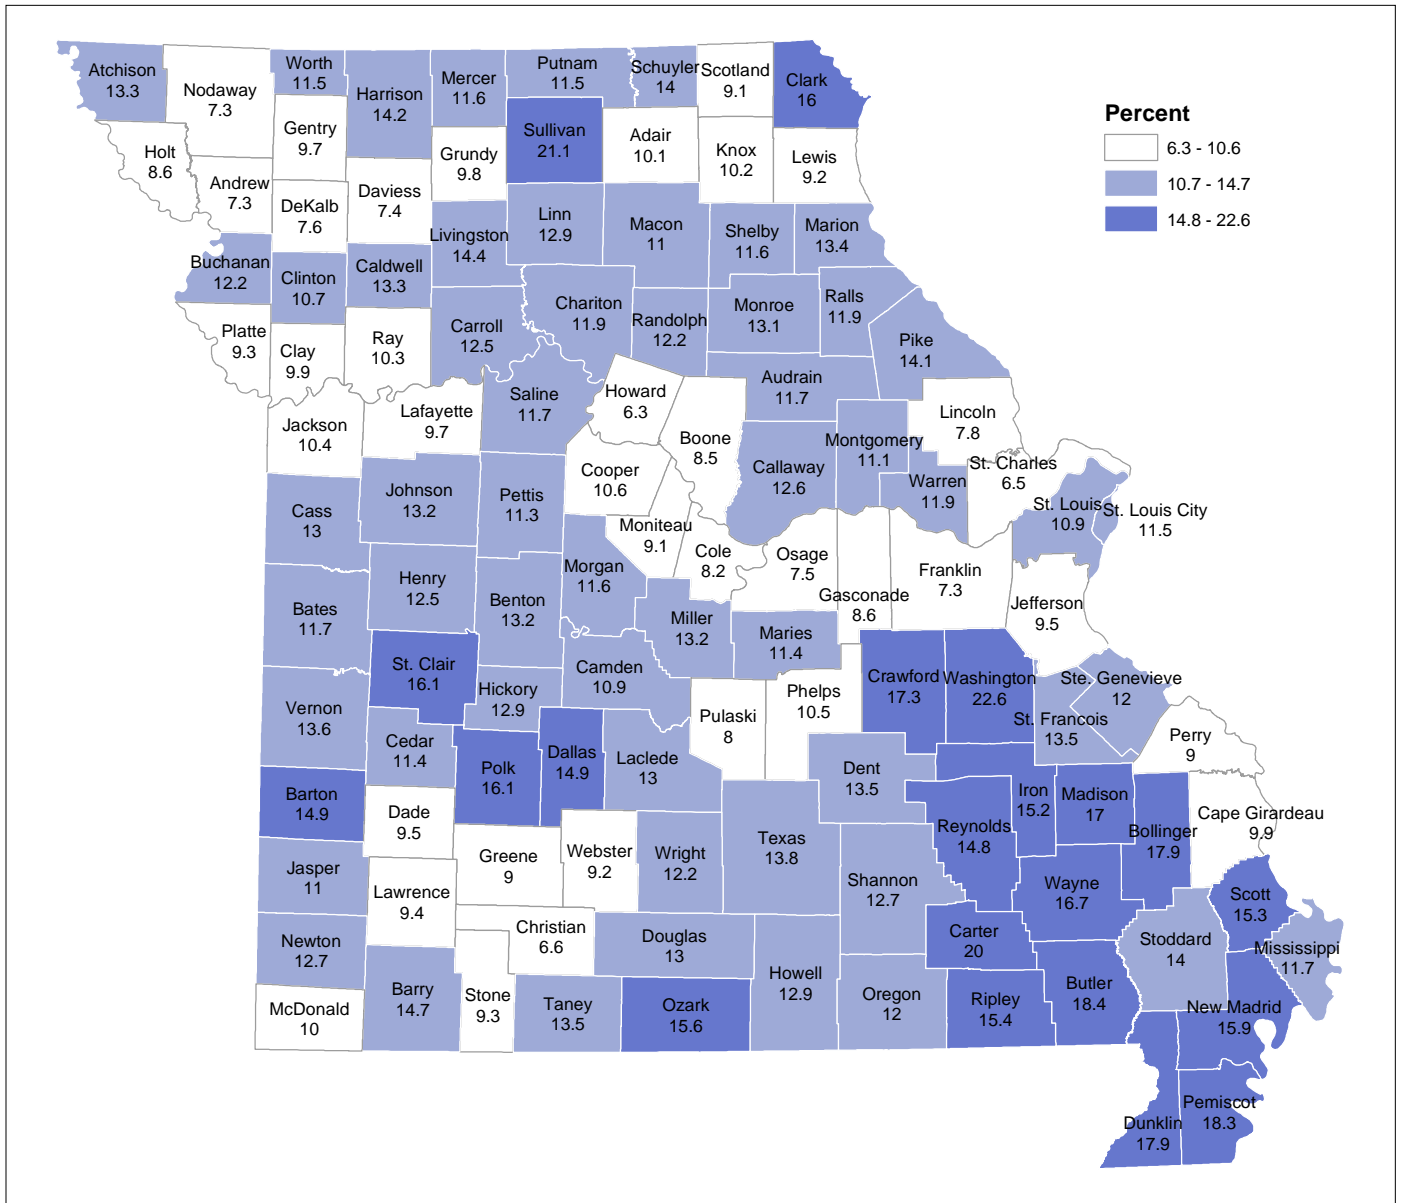 Percent
6.3 - 10.6
10.7 - 14.7
14.8 - 22.6
Atchison
13.3
Nodaway
7.3
Worth
11.5
Harrison
14.2
Mercer
11.6
Putnam
11.5
Schuyler
14
Scotland
9.1
Clark
16
Holt
8.6
Andrew
7.3
Gentry
9.7
DeKalb
7.6
Daviess
7.4
Grundy
9.8
Sullivan
21.1
Adair
10.1
Knox
10.2
Lewis
9.2
Buchanan
12.2
Clinton
10.7
Caldwell
13.3
Livingston
14.4
Linn
12.9
Macon
11
Shelby
11.6
Marion
13.4
Platte
9.3
Clay
9.9
Ray
10.3
Carroll
12.5
Chariton
11.9
Randolph
12.2
Monroe
13.1
Ralls
11.9
Pike
14.1
Jackson
10.4
Lafayette
9.7
Saline
11.7
Howard
6.3
Boone
8.5
Audrain
11.7
Callaway
12.6
Montgomery
11.1
Lincoln
7.8
Warren
11.9
St. Charles
6.5
St. Louis
10.9
St. Louis City
11.5
Cass
13
Johnson
13.2
Pettis
11.3
Cooper
10.6
Moniteau
9.1
Cole
8.2
Osage
7.5
Gasconade
8.6
Franklin
7.3
Jefferson
9.5
Bates
11.7
Henry
12.5
Benton
13.2
Morgan
11.6
Miller
13.2
Maries
11.4
Camden
10.9
St. Clair
16.1
Hickory
12.9
Vernon
13.6
Cedar
11.4
Polk
16.1
Dallas
14.9
Laclede
13
Pulaski
8
Phelps
10.5
Crawford
17.3
Washington
22.6
Ste. Genevieve
12
St. Francois
13.5
Perry
9
Barton
14.9
Dade
9.5
Greene
9
Webster
9.2
Wright
12.2
Texas
13.8
Dent
13.5
Iron
15.2
Madison
17
Reynolds
14.8
Bollinger
17.9
Cape Girardeau
9.9
Jasper
11
Lawrence
9.4
Christian
6.6
Douglas
13
Shannon
12.7
Wayne
16.7
Scott
15.3
Newton
12.7
McDonald
10
Barry
14.7
Stone
9.3
Taney
13.5
Ozark
15.6
Howell
12.9
Oregon
12
Carter
20
Ripley
15.4
Butler
18.4
Stoddard
14
Mississippi
11.7
New Madrid
15.9
Pemiscot
18.3
Dunklin
17.9